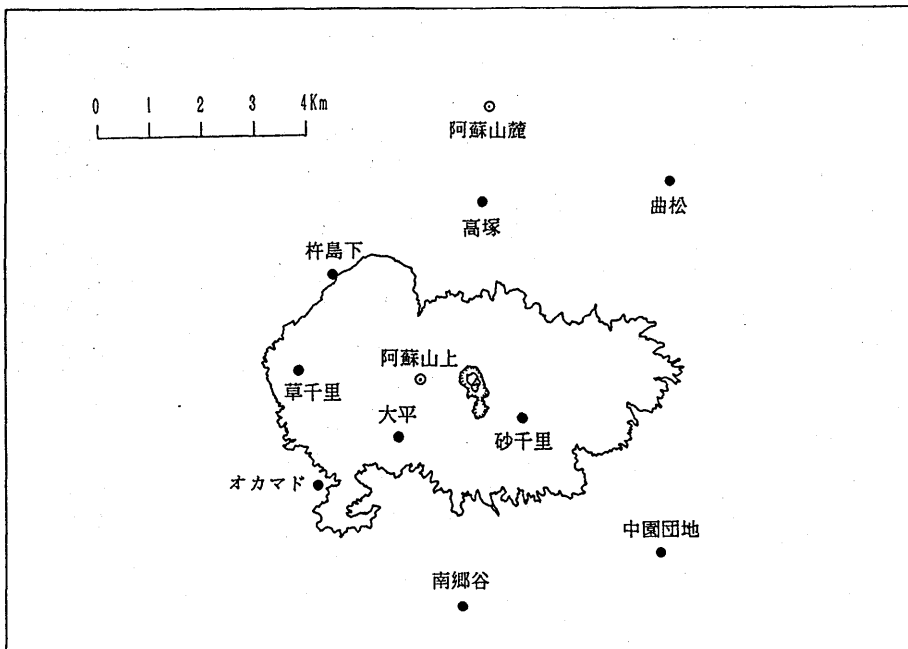 0 1 2 3 4Km
阿蘇山麓
曲松
高塚
杵島下
阿蘇山上
草千里
大平
砂千里
オカマド
中園団地
南郷谷